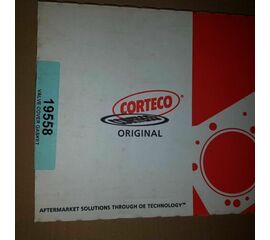 CORTECO
ORIGINAL
19558
VALVE COVER GASKET
AFTERMARKET SOLUTIONS THROUGH OE TECHNOLOGY™